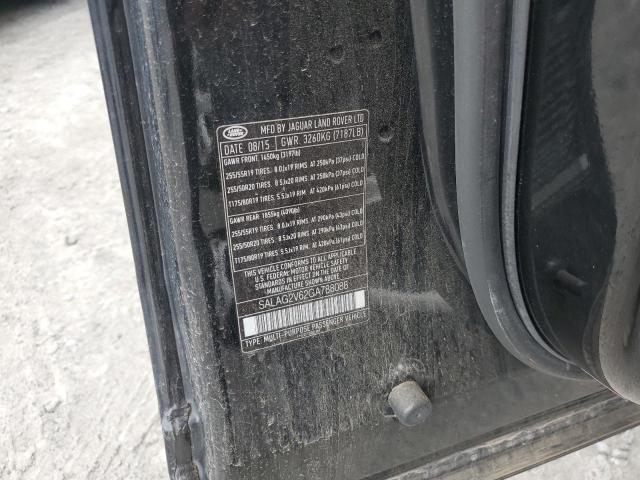 LAND ROVER
MFD BY JAGUAR LAND ROVER LTD
DATE: 08/15 GWR. 3260KG (7187LB)
GAWR FRONT 1450kg (3197lb)
255/55R19 TIRES: 8.0Jx19 RIMS AT 250kPa (37psi) COLD
255/50R20 TIRES: 8.5Jx20 RIMS AT 250kPa (37psi) COLD
T175/80R19 TIRES: 5.5Jx19 RIM AT 420kPa (61psi) COLD
GAWR REAR 1855kg (4090lb)
255/55R19 TIRES 8.0Jx19 RIMS AT 290kPa (43psi) COLD
255/50R20 TIRES 8.5Jx20 RIMS AT 290kPa (43psi) COLD
T175/80R19 TIRES 5.5Jx19 RIM AT 420kPa (61psi) COLD
THIS VEHICLE CONFORMS TO ALL APPLICABLE
U.S. FEDERAL MOTOR VEHICLE SAFETY
STANDARDS IN EFFECT ON THE DATE OF
MANUFACTURE SHOWN ABOVE.
SALAG2V62GA788086
TYPE: MULTI-PURPOSE PASSENGER VEHICLE